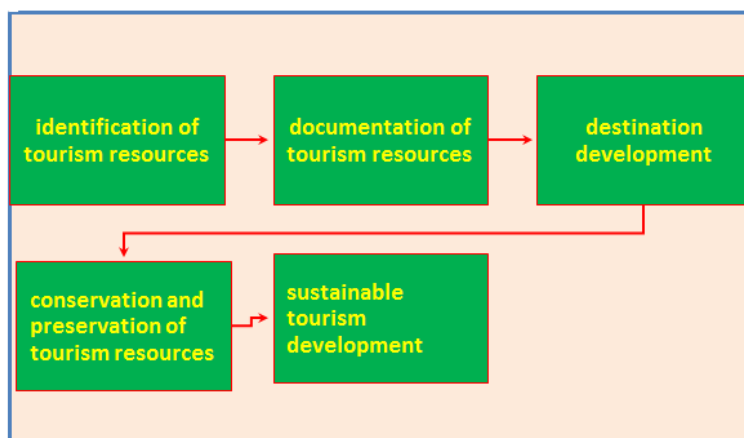 identification of
tourism resources
documentation of
tourism resources
destination
development
conservation and
preservation of
tourism resources
sustainable
tourism
development